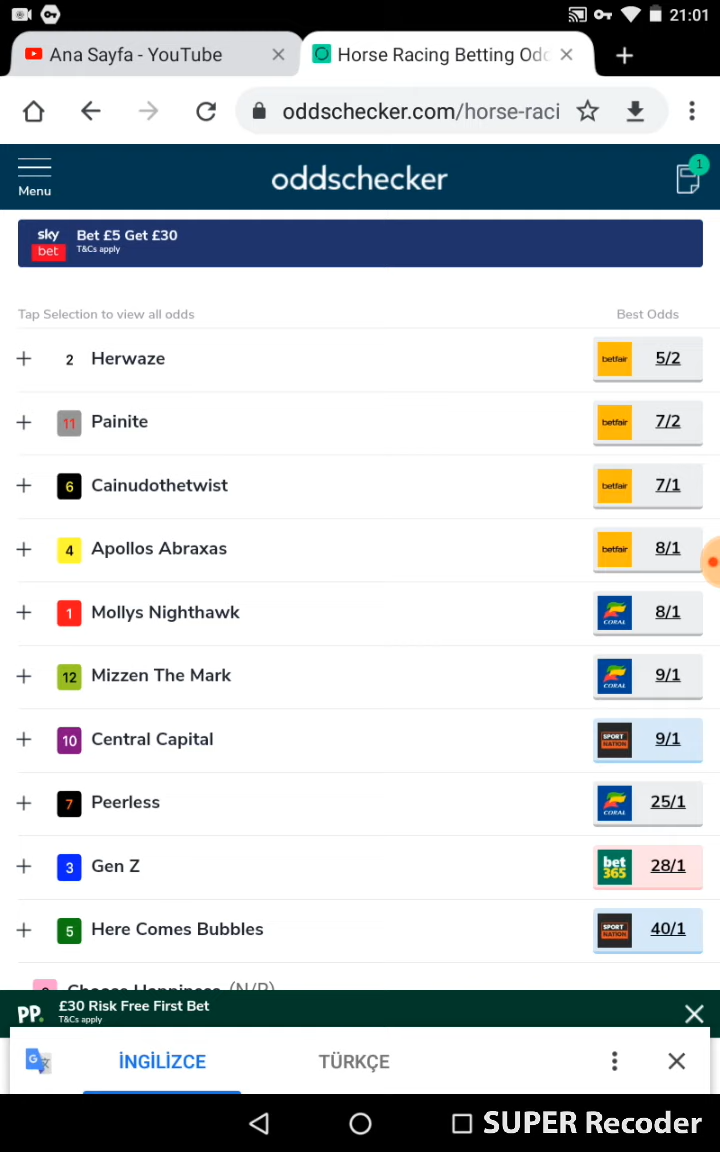 21:01
Ana Sayfa - YouTube
Horse Racing Betting Odd
oddschecker.com/horse-raci
Menu
oddschecker
1
sky bet
Bet £5 Get £30
T&Cs apply
Tap Selection to view all odds Best Odds
2 Herwaze betfair 5/2
11 Painite betfair 7/2
6 Cainudothetwist betfair 7/1
4 Apollos Abraxas betfair 8/1
1 Mollys Nighthawk CORAL 8/1
12 Mizzen The Mark CORAL 9/1
10 Central Capital SPORT NATION 9/1
7 Peerless CORAL 25/1
3 Gen Z bet365 28/1
5 Here Comes Bubbles SPORT NATION 40/1
(N/R)
PP.
£30 Risk Free First Bet
T&Cs apply
İNGİLİZCE TÜRKÇE
SUPER Recoder